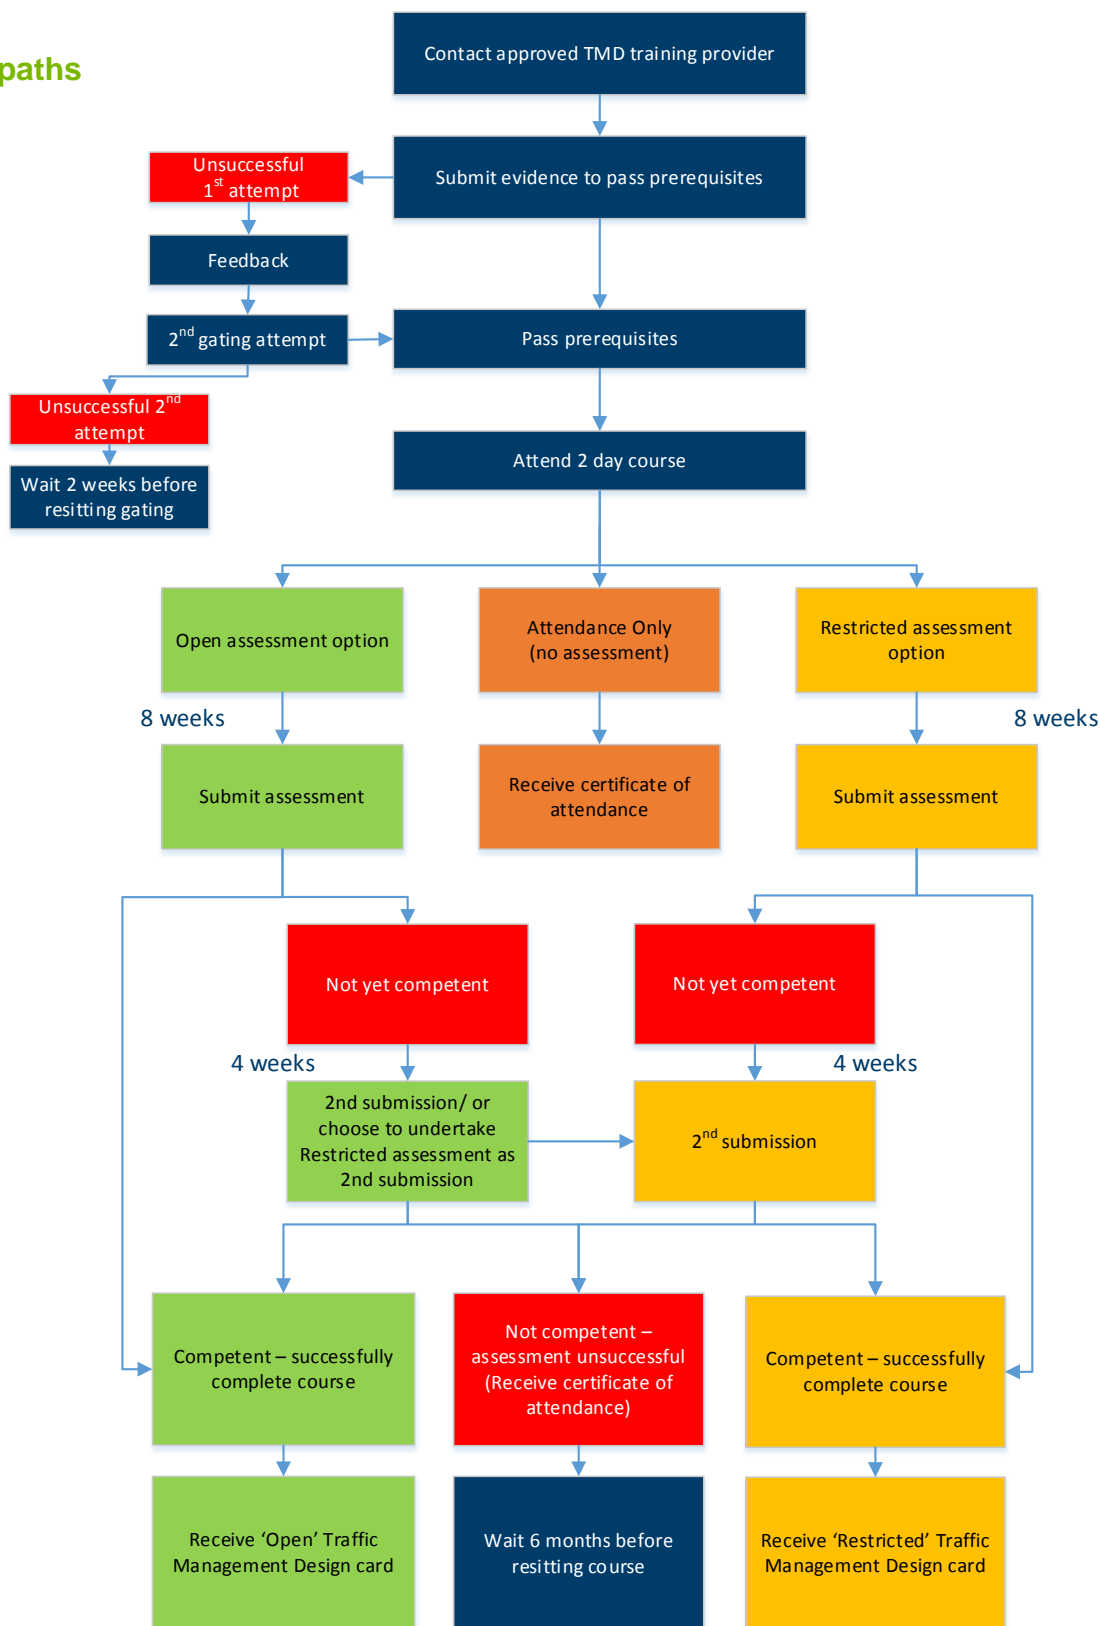 paths
Contact approved TMD training provider
Unsuccessful
1st attempt
Submit evidence to pass prerequisites
Feedback
2nd gating attempt
Pass prerequisites
Unsuccessful 2nd
attempt
Attend 2 day course
Wait 2 weeks before
resitting gating
Open assessment option
Attendance Only
(no assessment)
Restricted assessment
option
8 weeks
8 weeks
Submit assessment
Receive certificate of
attendance
Submit assessment
Not yet competent
Not yet competent
4 weeks
4 weeks
2nd submission/ or
choose to undertake
Restricted assessment as
2nd submission
2nd submission
Competent – successfully
complete course
Not competent –
assessment unsuccessful
(Receive certificate of
attendance)
Competent – successfully
complete course
Receive ‘Open’ Traffic
Management Design card
Wait 6 months before
resitting course
Receive ‘Restricted’ Traffic
Management Design card